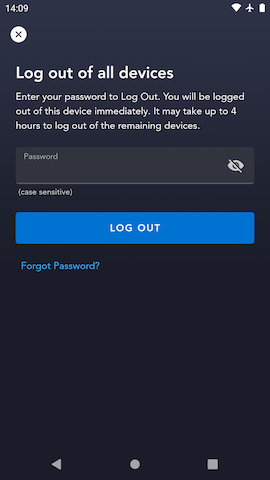 14:09
Log out of all devices
Enter your password to Log Out. You will be logged
out of this device immediately. It may take up to 4
hours to log out of the remaining devices.
Password
(case sensitive)
LOG OUT
Forgot Password?